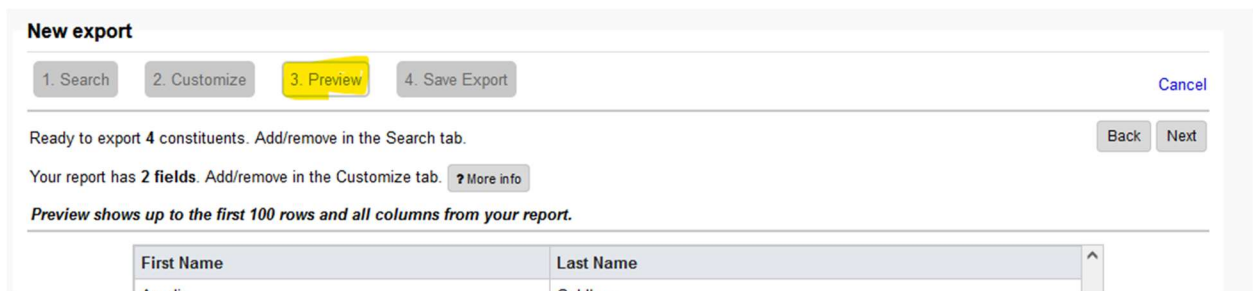 New export
1. Search 2. Customize 3. Preview 4. Save Export Cancel
Ready to export 4 constituents. Add/remove in the Search tab. Back Next
Your report has 2 fields. Add/remove in the Customize tab. ? More info
Preview shows up to the first 100 rows and all columns from your report.
First Name Last Name